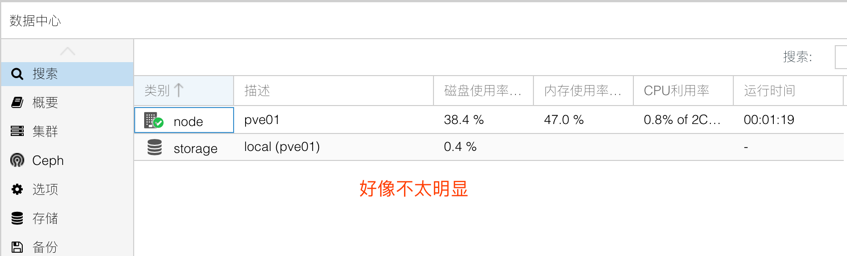 数据中心
搜索:
搜索
概要
集群
Ceph
选项
存储
备份
类别 描述 磁盘使用率... 内存使用率... CPU利用率 运行时间
node pve01 38.4 % 47.0 % 0.8% of 2C... 00:01:19
storage local (pve01) 0.4 % -
好像不太明显